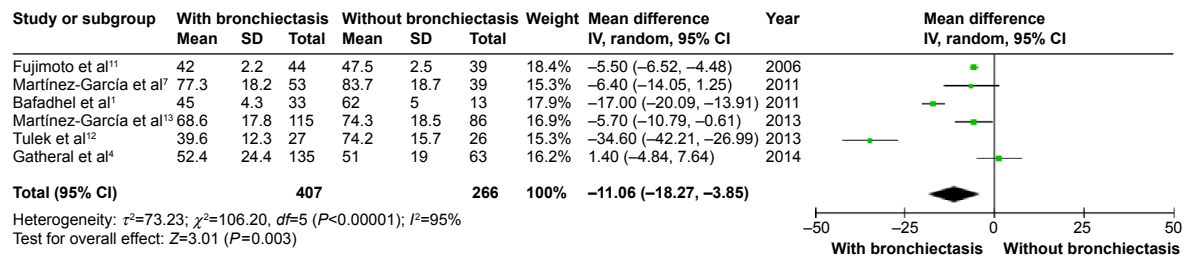 Study or subgroup With bronchiectasis Without bronchiectasis Weight Mean difference Year Mean difference
Mean SD Total Mean SD Total IV, random, 95% CI IV, random, 95% CI
Fujimoto et al¹¹ 42 2.2 44 47.5 2.5 39 18.4% –5.50 (–6.52, –4.48) 2006
Martínez-García et al⁷ 77.3 18.2 53 83.7 18.7 39 15.3% –6.40 (–14.05, 1.25) 2011
Bafadhel et al¹ 45 4.3 33 62 5 13 17.9% –17.00 (–20.09, –13.91) 2011
Martínez-García et al¹³ 68.6 17.8 115 74.3 18.5 86 16.9% –5.70 (–10.79, –0.61) 2013
Tulek et al¹² 39.6 12.3 27 74.2 15.7 26 15.3% –34.60 (–42.21, –26.99) 2013
Gatheral et al⁴ 52.4 24.4 135 51 19 63 16.2% 1.40 (–4.84, 7.64) 2014
Total (95% CI) 407 266 100% –11.06 (–18.27, –3.85)
Heterogeneity: τ²=73.23; χ²=106.20, df=5 (P<0.00001); I²=95%
Test for overall effect: Z=3.01 (P=0.003)
–50 –25 0 25 50
With bronchiectasis Without bronchiectasis